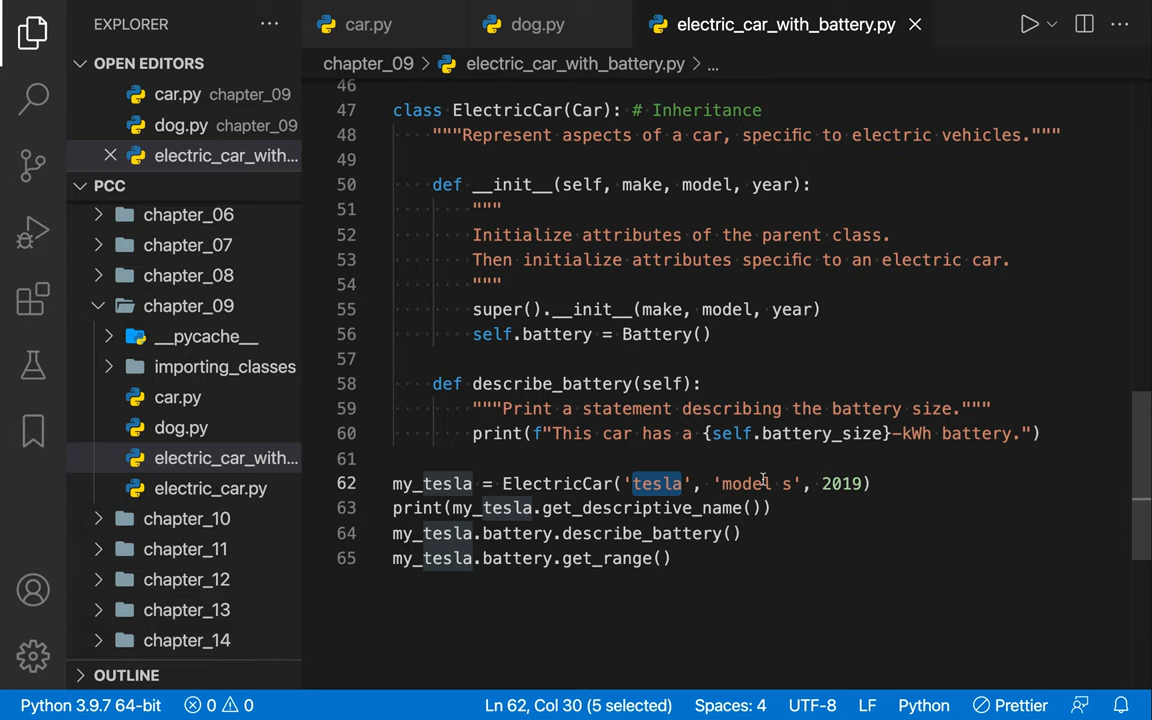 EXPLORER ...
car.py
dog.py
electric_car_with_battery.py
OPEN EDITORS
car.py chapter_09
dog.py chapter_09
electric_car_with...
PCC
chapter_06
chapter_07
chapter_08
chapter_09
__pycache__
importing_classes
car.py
dog.py
electric_car_with...
electric_car.py
chapter_10
chapter_11
chapter_12
chapter_13
chapter_14
OUTLINE
chapter_09 > electric_car_with_battery.py > ...
46
47 class ElectricCar(Car): # Inheritance
48 """Represent aspects of a car, specific to electric vehicles."""
49
50 def __init__(self, make, model, year):
51 """
52 Initialize attributes of the parent class.
53 Then initialize attributes specific to an electric car.
54 """
55 super().__init__(make, model, year)
56 self.battery = Battery()
57
58 def describe_battery(self):
59 """Print a statement describing the battery size."""
60 print(f"This car has a {self.battery_size}-kWh battery.")
61
62 my_tesla = ElectricCar('tesla', 'model s', 2019)
63 print(my_tesla.get_descriptive_name())
64 my_tesla.battery.describe_battery()
65 my_tesla.battery.get_range()
Python 3.9.7 64-bit 0 0 Ln 62, Col 30 (5 selected) Spaces: 4 UTF-8 LF Python Prettier